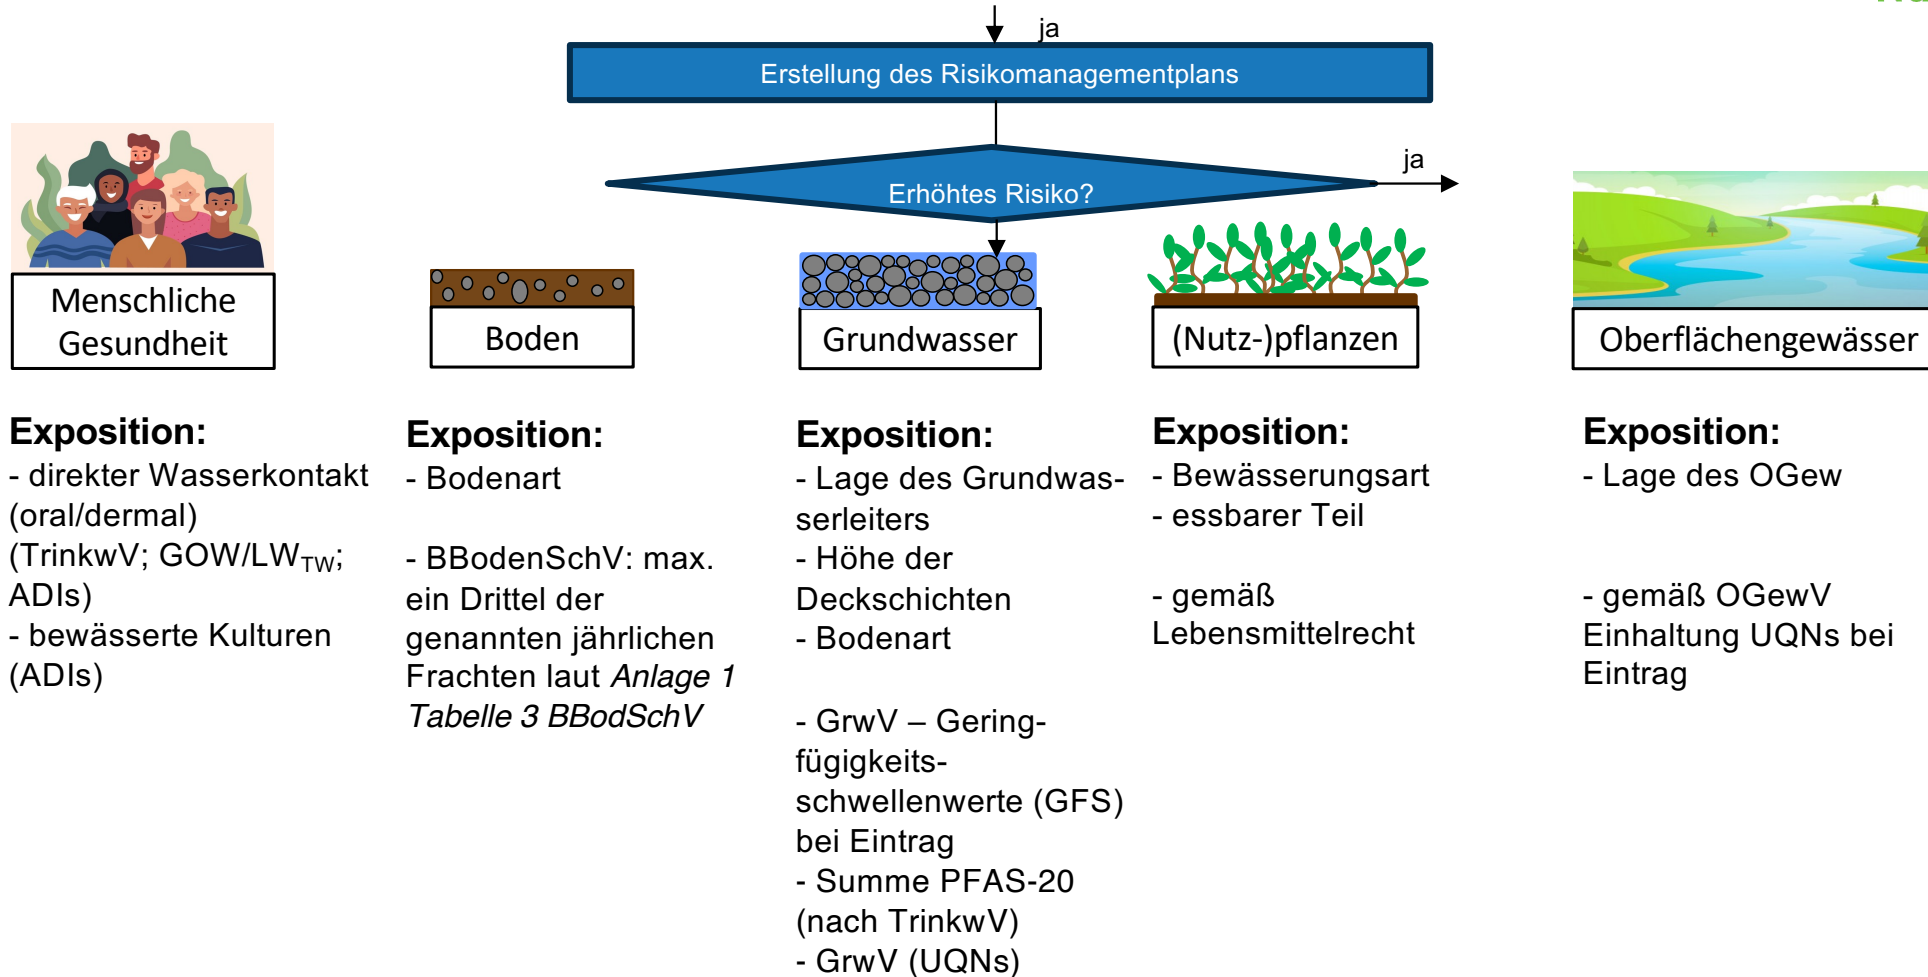 ja
Erstellung des Risikomanagementplans
ja
Erhöhtes Risiko?
Menschliche
Gesundheit
Boden
Grundwasser
(Nutz-)pflanzen
Oberflächengewässer
Exposition:
- direkter Wasserkontakt
(oral/dermal)
(TrinkwV; GOW/LWTW;
ADIs)
- bewässerte Kulturen
(ADIs)
Exposition:
- Bodenart
- BBodenSchV: max.
ein Drittel der
genannten jährlichen
Frachten laut Anlage 1
Tabelle 3 BBodSchV
Exposition:
- Lage des Grundwas-
serleiters
- Höhe der
Deckschichten
- Bodenart
- GrwV – Gering-
fügigkeits-
schwellenwerte (GFS)
bei Eintrag
- Summe PFAS-20
(nach TrinkwV)
- GrwV (UQNs)
Exposition:
- Bewässerungsart
- essbarer Teil
- gemäß
Lebensmittelrecht
Exposition:
- Lage des OGew
- gemäß OGewV
Einhaltung UQNs bei
Eintrag